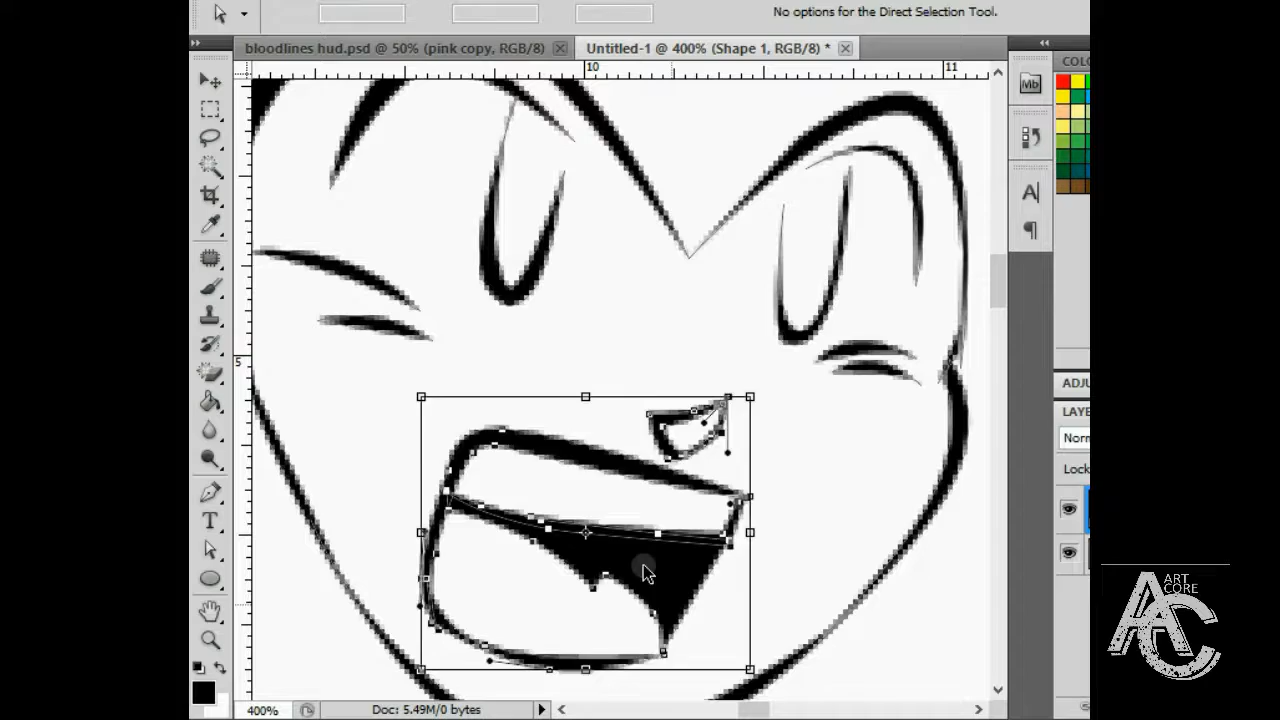 No options for the Direct Selection Tool.
bloodlines hud.psd @ 50% (pink copy, RGB/8)
Untitled-1 @ 400% (Shape 1, RGB/8) *
COLO
10
11
Mb
5
A
T
ADJU
LAYE
Norm
Lock
ART
CORE
AC
400%
Doc: 5.49M/0 bytes